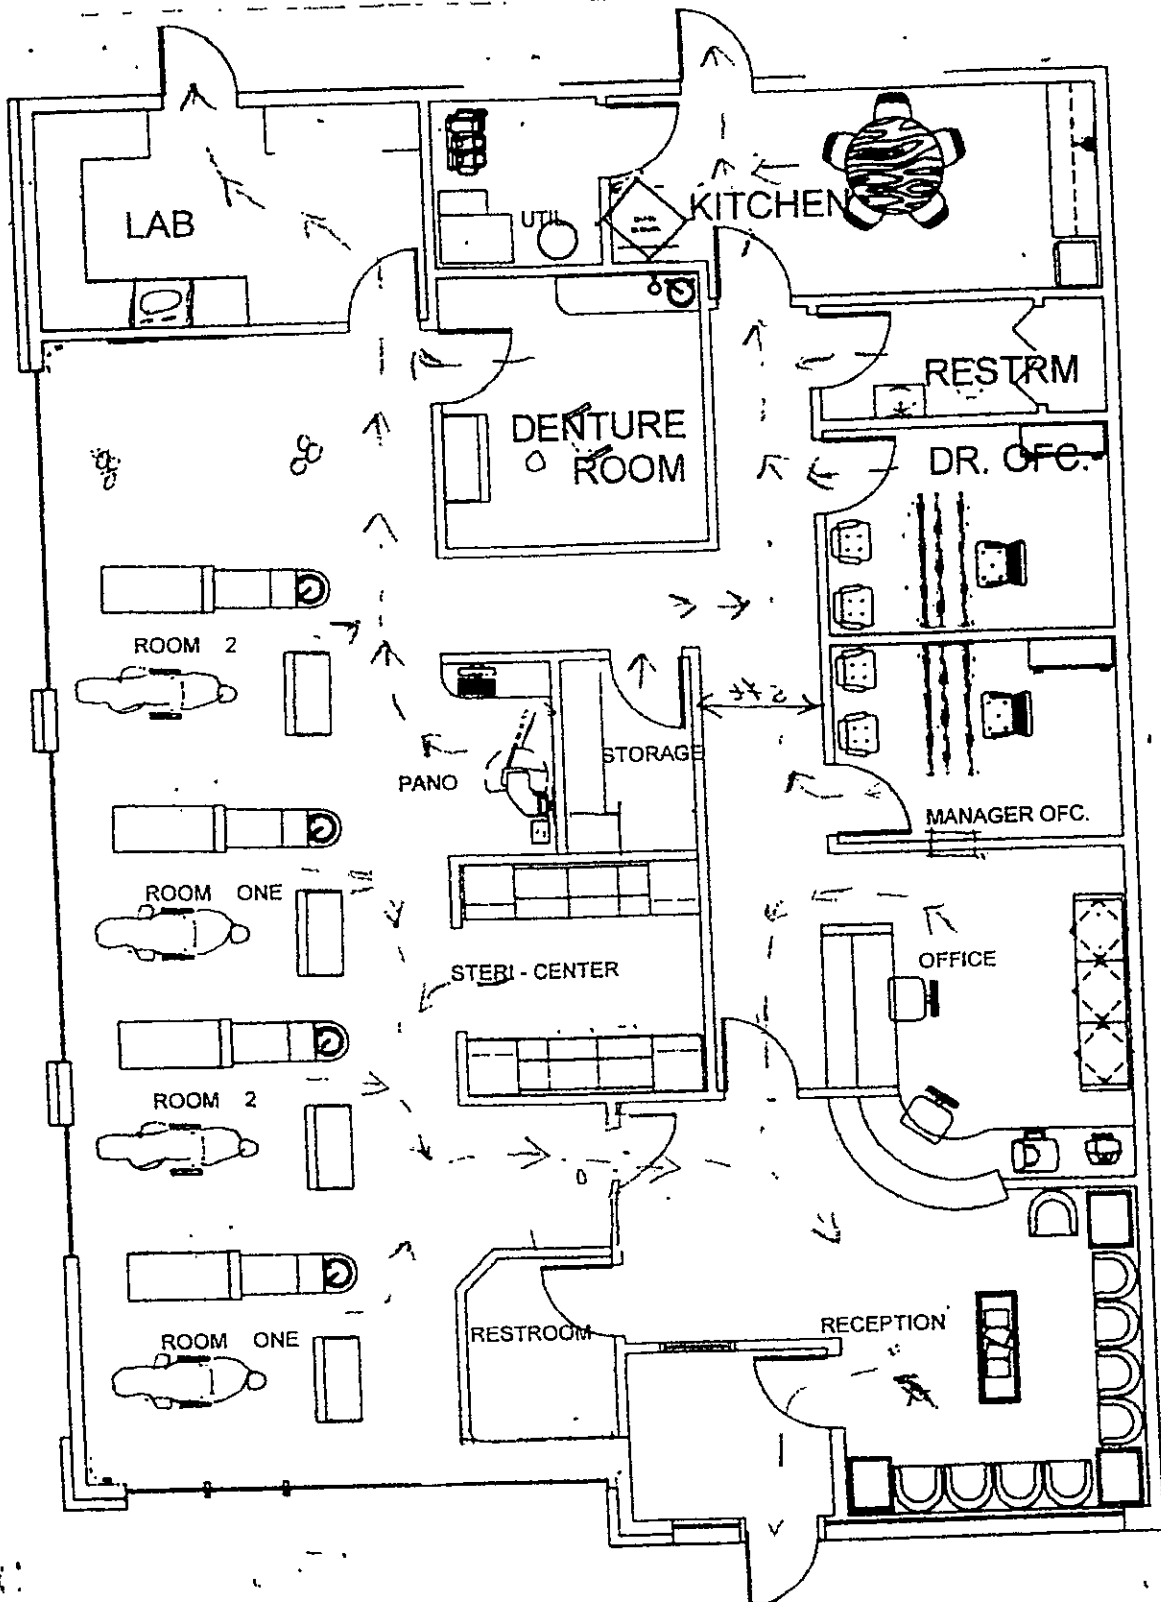 LAB
UTIL
KITCHEN
RESTRM
DENTURE
ROOM
DR. OFC.
ROOM 2
PANO
STORAGE
MANAGER OFC.
ROOM ONE
STERI - CENTER
OFFICE
ROOM 2
RESTROOM
RECEPTION
ROOM ONE